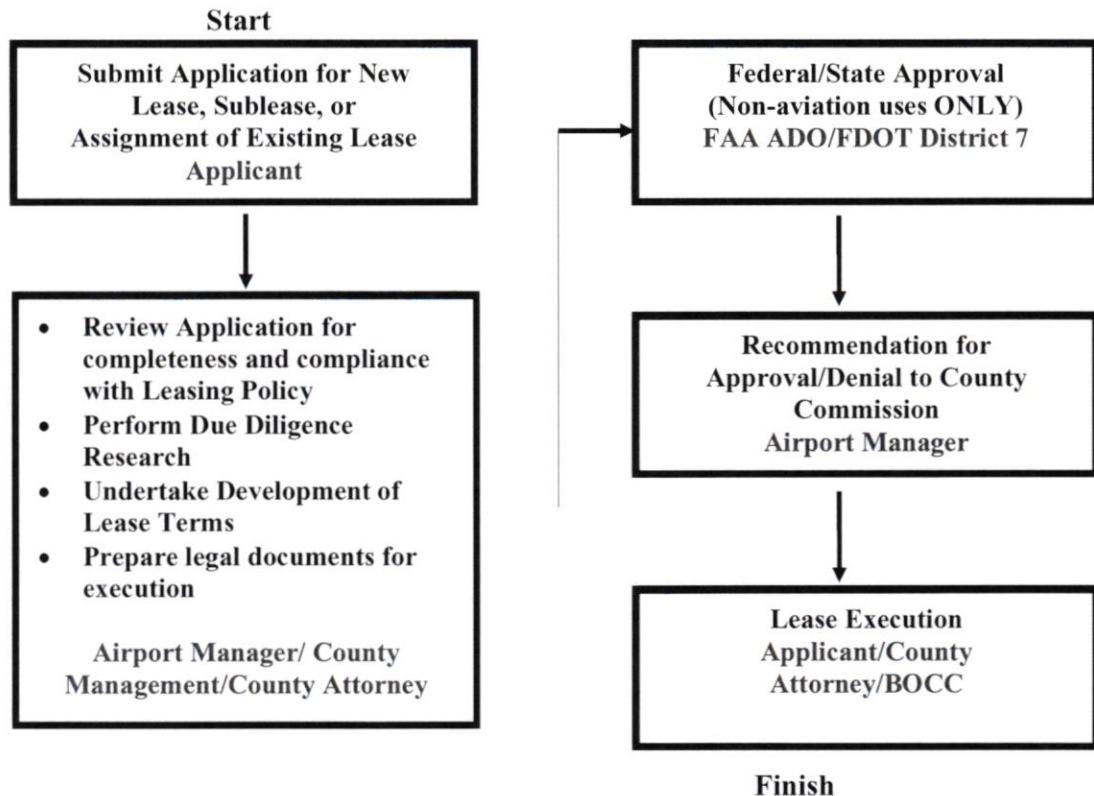 Start
Submit Application for New
Lease, Sublease, or
Assignment of Existing Lease
Applicant
• Review Application for
completeness and compliance
with Leasing Policy
• Perform Due Diligence
Research
• Undertake Development of
Lease Terms
• Prepare legal documents for
execution
Airport Manager/ County
Management/County Attorney
Federal/State Approval
(Non-aviation uses ONLY)
FAA ADO/FDOT District 7
Recommendation for
Approval/Denial to County
Commission
Airport Manager
Lease Execution
Applicant/County
Attorney/BOCC
Finish